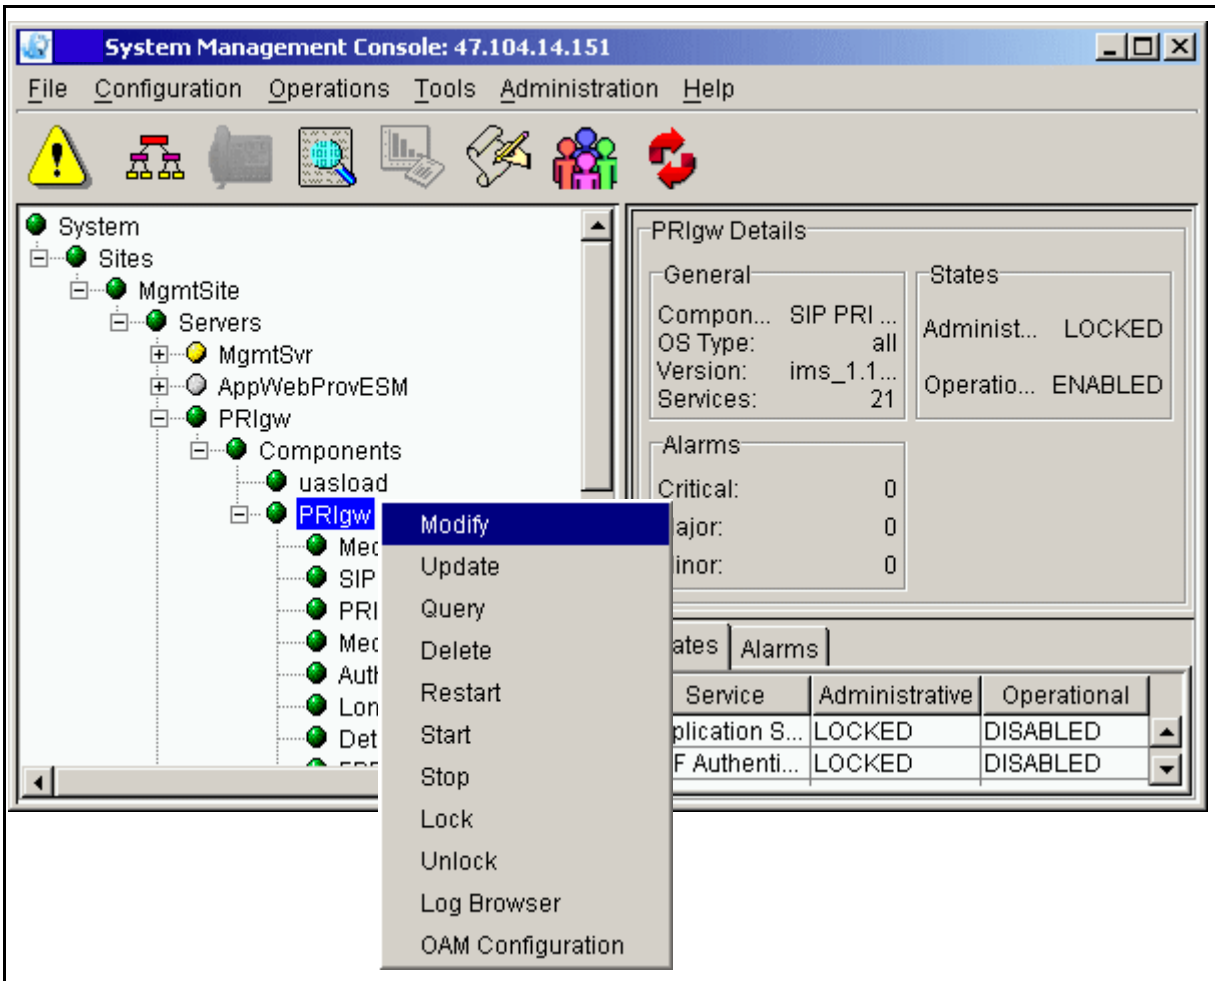 System Management Console: 47.104.14.151
File Configuration Operations Tools Administration Help
System
Sites
MgmtSite
Servers
MgmtSvr
AppWebProvESM
PRIgw
Components
uasload
PRIgw
Med
SIP
PRI
Med
Auth
Lon
Det
Modify
Update
Query
Delete
Restart
Start
Stop
Lock
Unlock
Log Browser
OAM Configuration
PRIgw Details
General
Compon... SIP PRI ...
OS Type: all
Version: ims_1.1...
Services: 21
States
Administ... LOCKED
Operatio... ENABLED
Alarms
Critical: 0
ajor: 0
inor: 0
ates Alarms
Service Administrative Operational
plication S... LOCKED DISABLED
F Authenti... LOCKED DISABLED